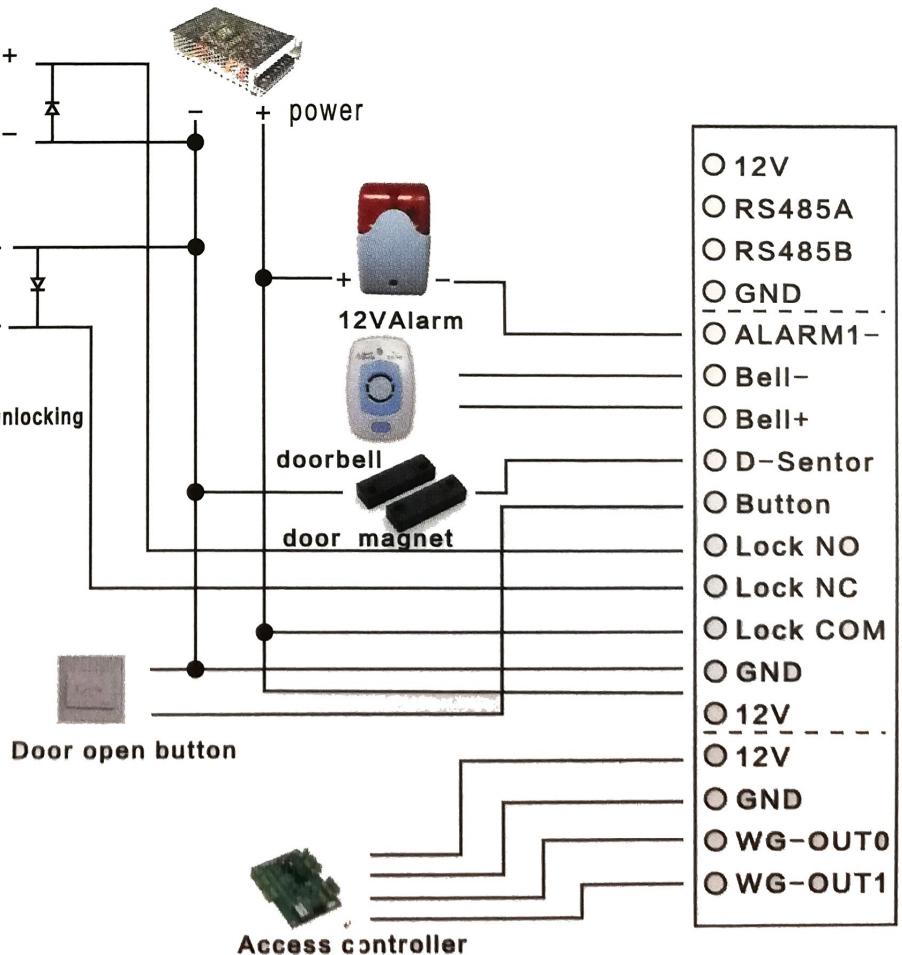 +
− + power
−
12V
RS485A
RS485B
GND
+ −
12VAlarm
ALARM1−
Bell−
Bell+
nlocking
doorbell
D−Sentor
Button
door magnet
Lock NO
Lock NC
Lock COM
GND
12V
Door open button
12V
GND
WG−OUT0
WG−OUT1
Access controller